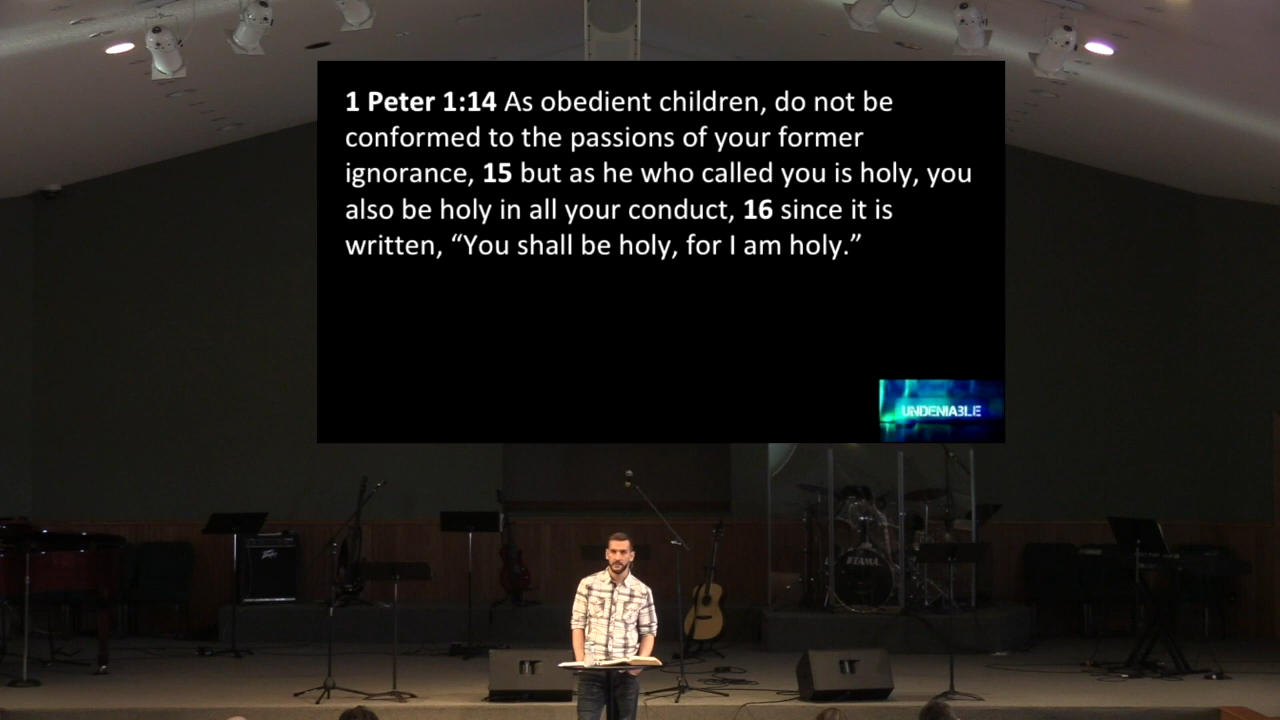 1 Peter 1:14 As obedient children, do not be
conformed to the passions of your former
ignorance, 15 but as he who called you is holy, you
also be holy in all your conduct, 16 since it is
written, “You shall be holy, for I am holy.”
UNDENIABLE
PEAVEY
TAMA